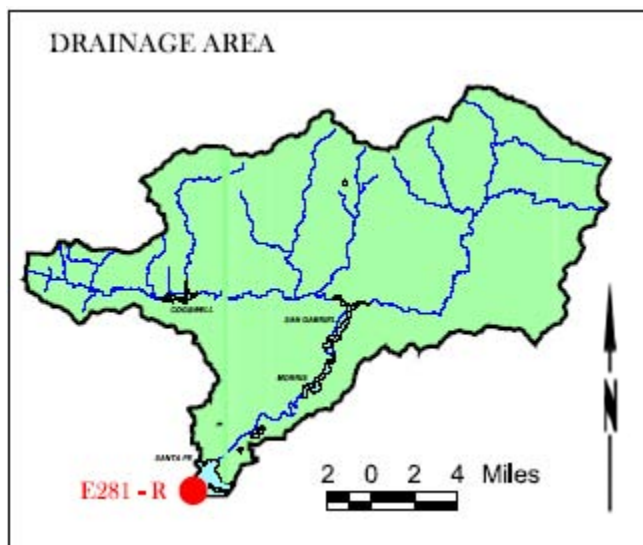 DRAINAGE AREA
COGSWELL
SAN GABRIEL
MORRIS
SANTA FE
E281 - R
2 0 2 4 Miles
N